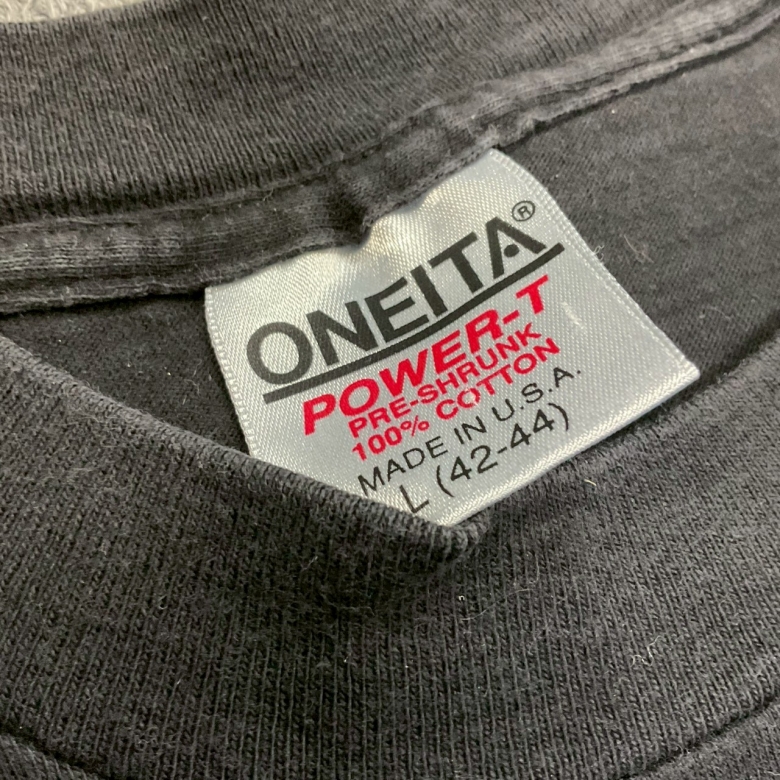 ONEITA®
POWER-T
PRE-SHRUNK
100% COTTON
MADE IN U.S.A.
L (42-44)